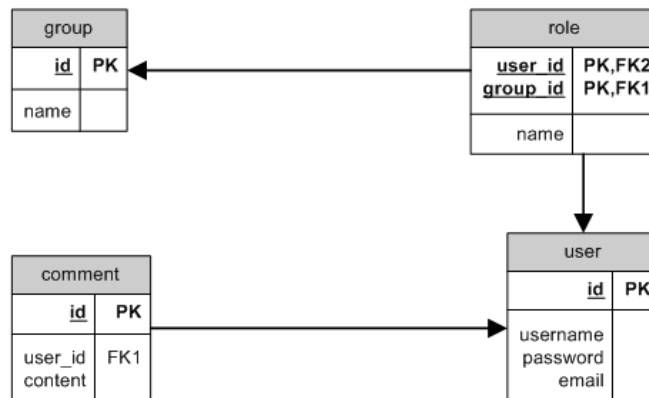 group
id PK
name
role
user_id PK,FK2
group_id PK,FK1
name
comment
id PK
user_id FK1
content
user
id PK
username
password
email